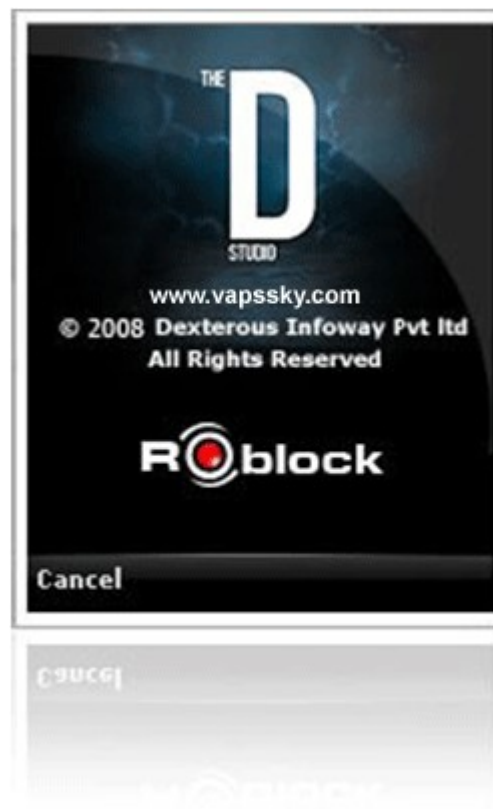 THE
D
STUDIO
www.vapssky.com
© 2008 Dexterous Infoway Pvt ltd
All Rights Reserved
ROblock
Cancel